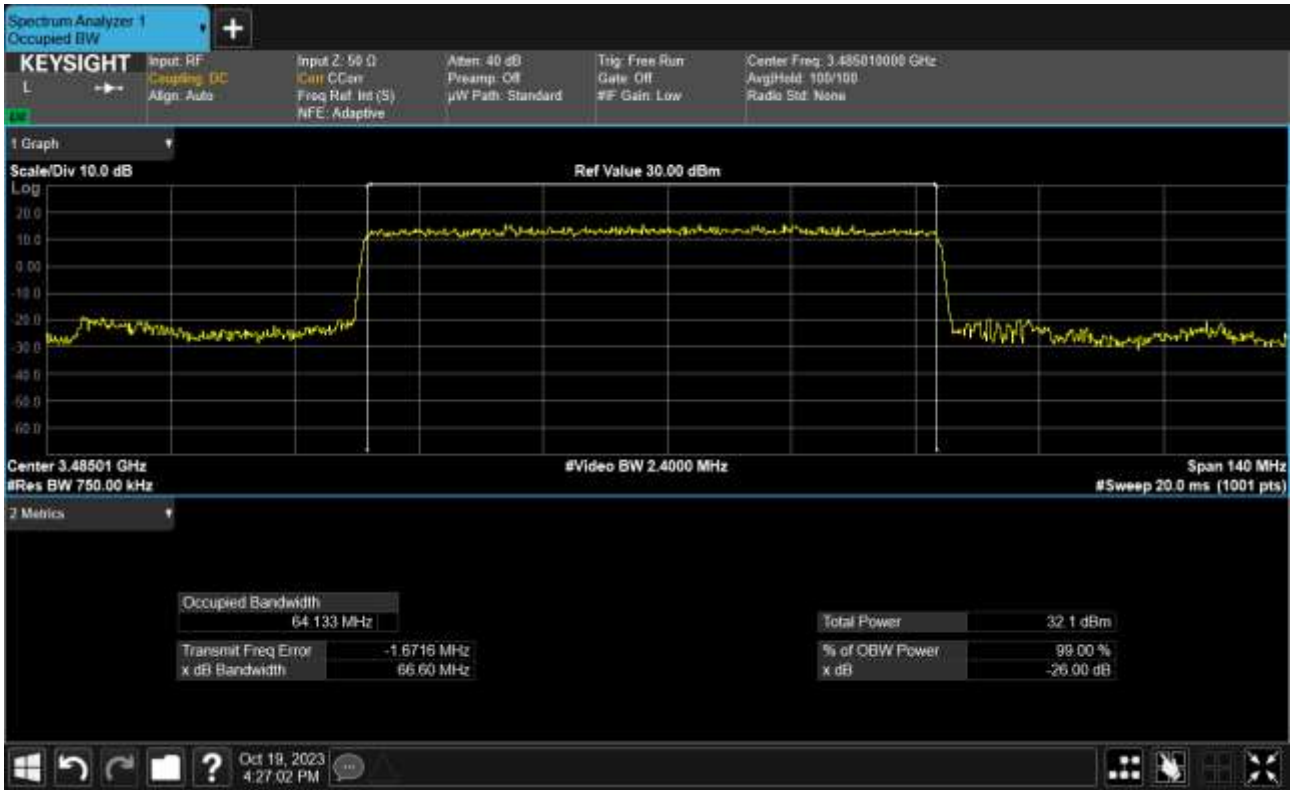 Spectrum Analyzer 1
Occupied BW
KEYSIGHT
L
Input: RF
Coupling: DC
Align: Auto
Input Z: 50 Ω
Corr CCorr
Freq Ref: Int (S)
NFE: Adaptive
Atten: 40 dB
Preamp: Off
µW Path: Standard
Trig: Free Run
Gate: Off
#IF Gain: Low
Center Freq: 3.485010000 GHz
Avg|Hold: 100/100
Radio Std: None
1 Graph
Scale/Div 10.0 dB
Ref Value 30.00 dBm
Log
20.0
10.0
0.00
-10.0
-20.0
-30.0
-40.0
-50.0
-60.0
Center 3.48501 GHz
#Video BW 2.4000 MHz
Span 140 MHz
#Res BW 750.00 kHz
#Sweep 20.0 ms (1001 pts)
2 Metrics
Occupied Bandwidth
64.133 MHz
Total Power 32.1 dBm
Transmit Freq Error -1.6716 MHz
% of OBW Power 99.00 %
x dB Bandwidth 66.60 MHz
x dB -26.00 dB
?
Oct 19, 2023
4:27:02 PM